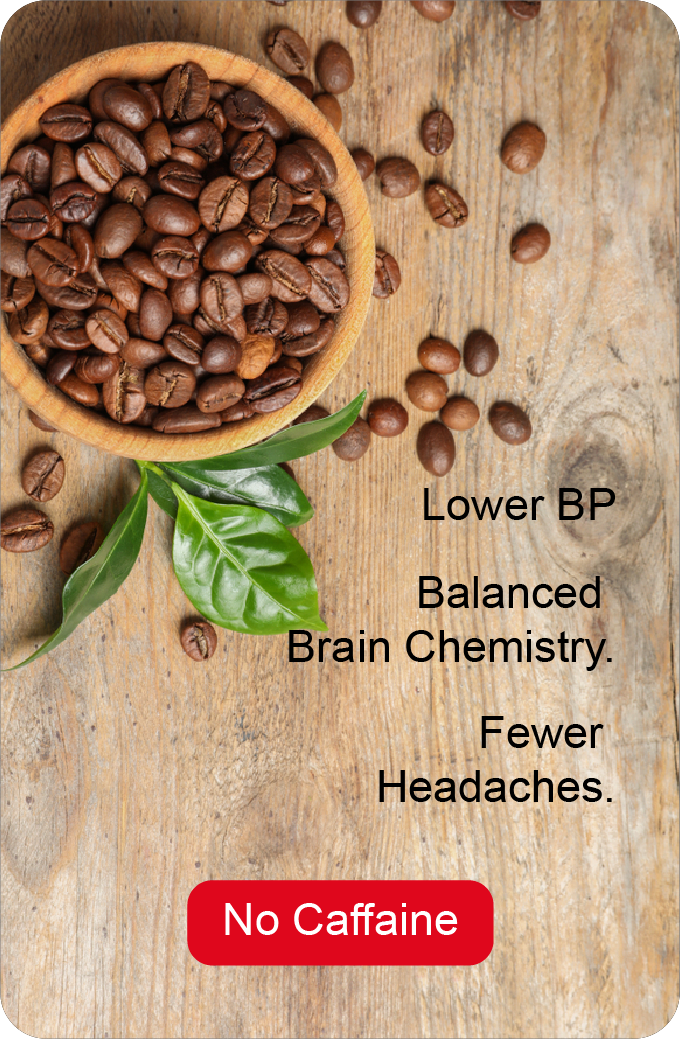 Lower BP
Balanced
Brain Chemistry.
Fewer
Headaches.
No Caffaine